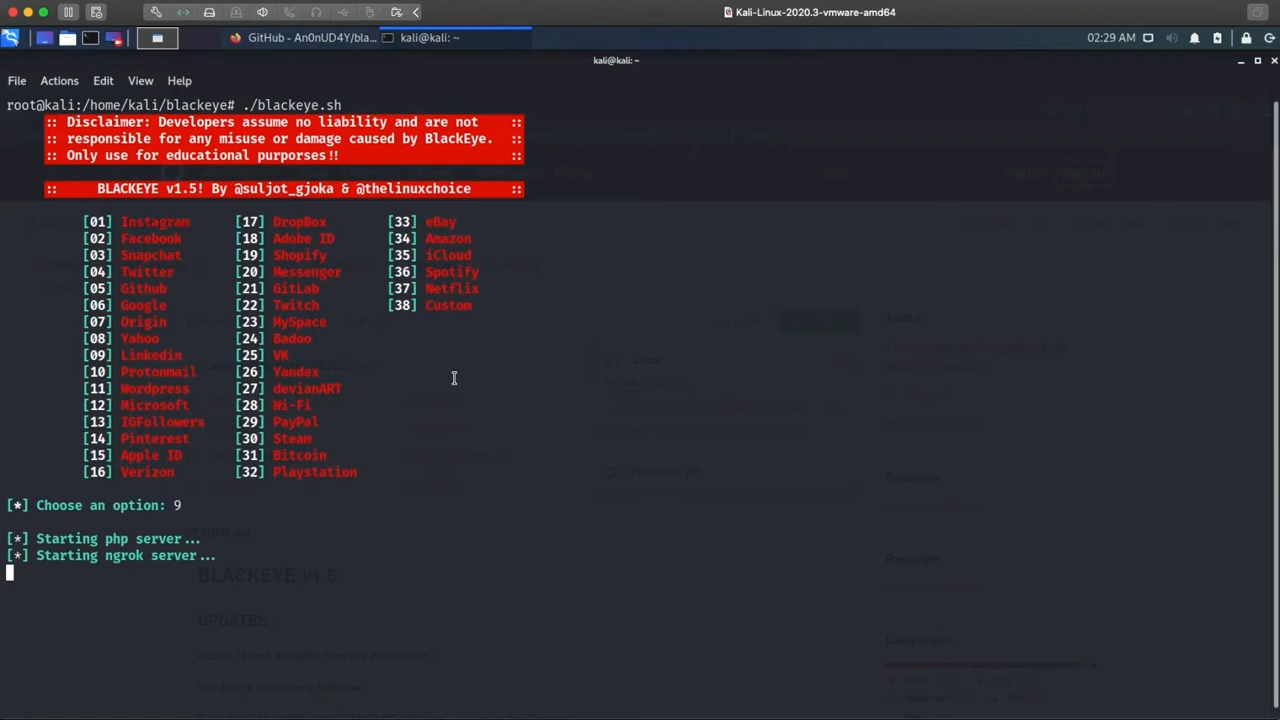 Kali-Linux-2020.3-vmware-amd64
GitHub - An0nUD4Y/bla...
kali@kali: ~
02:29 AM
kali@kali: ~
File Actions Edit View Help
root@kali:/home/kali/blackeye# ./blackeye.sh
:: Disclaimer: Developers assume no liability and are not ::
:: responsible for any misuse or damage caused by BlackEye. ::
:: Only use for educational purporses!! ::
:: BLACKEYE v1.5! By @suljot_gjoka & @thelinuxchoice ::
[01] Instagram [17] DropBox [33] eBay
[02] Facebook [18] Adobe ID [34] Amazon
[03] Snapchat [19] Shopify [35] iCloud
[04] Twitter [20] Messenger [36] Spotify
[05] Github [21] GitLab [37] Netflix
[06] Google [22] Twitch [38] Custom
[07] Origin [23] MySpace
[08] Yahoo [24] Badoo
[09] Linkedin [25] VK
[10] Protonmail [26] Yandex
[11] Wordpress [27] devianART
[12] Microsoft [28] Wi-Fi
[13] IGFollowers [29] PayPal
[14] Pinterest [30] Steam
[15] Apple ID [31] Bitcoin
[16] Verizon [32] Playstation
[*] Choose an option: 9
[*] Starting php server...
[*] Starting ngrok server...
BLACKEYE v1.5
UPDATES :